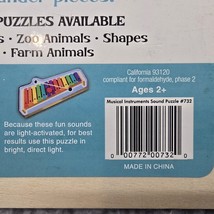 under pieces!
PUZZLES AVAILABLE
s • Zoo Animals • Shapes
• Farm Animals
California 93120
compliant for formaldehyde, phase 2
Ages 2+
Musical Instruments Sound Puzzle #732
0 00772 00732 0
MADE IN CHINA
Because these fun sounds
are light-activated, for best
results use this puzzle in
bright, direct light.